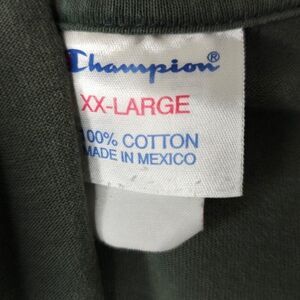 Champion®
XX-LARGE
100% COTTON
MADE IN MEXICO